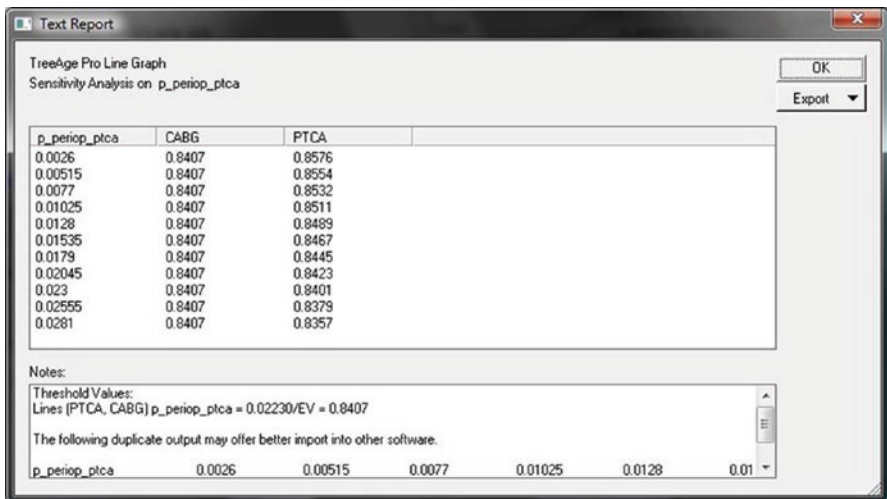 Text Report
TreeAge Pro Line Graph
Sensitivity Analysis on p_periop_ptca
OK
Export
p_periop_ptca CABG PTCA
0.0026 0.8407 0.8576
0.00515 0.8407 0.8554
0.0077 0.8407 0.8532
0.01025 0.8407 0.8511
0.0128 0.8407 0.8489
0.01535 0.8407 0.8467
0.0179 0.8407 0.8445
0.02045 0.8407 0.8423
0.023 0.8407 0.8401
0.02555 0.8407 0.8379
0.0281 0.8407 0.8357
Notes:
Threshold Values:
Lines (PTCA, CABG) p_periop_ptca = 0.02230/EV = 0.8407
The following duplicate output may offer better import into other software.
p_periop_ptca 0.0026 0.00515 0.0077 0.01025 0.0128 0.01